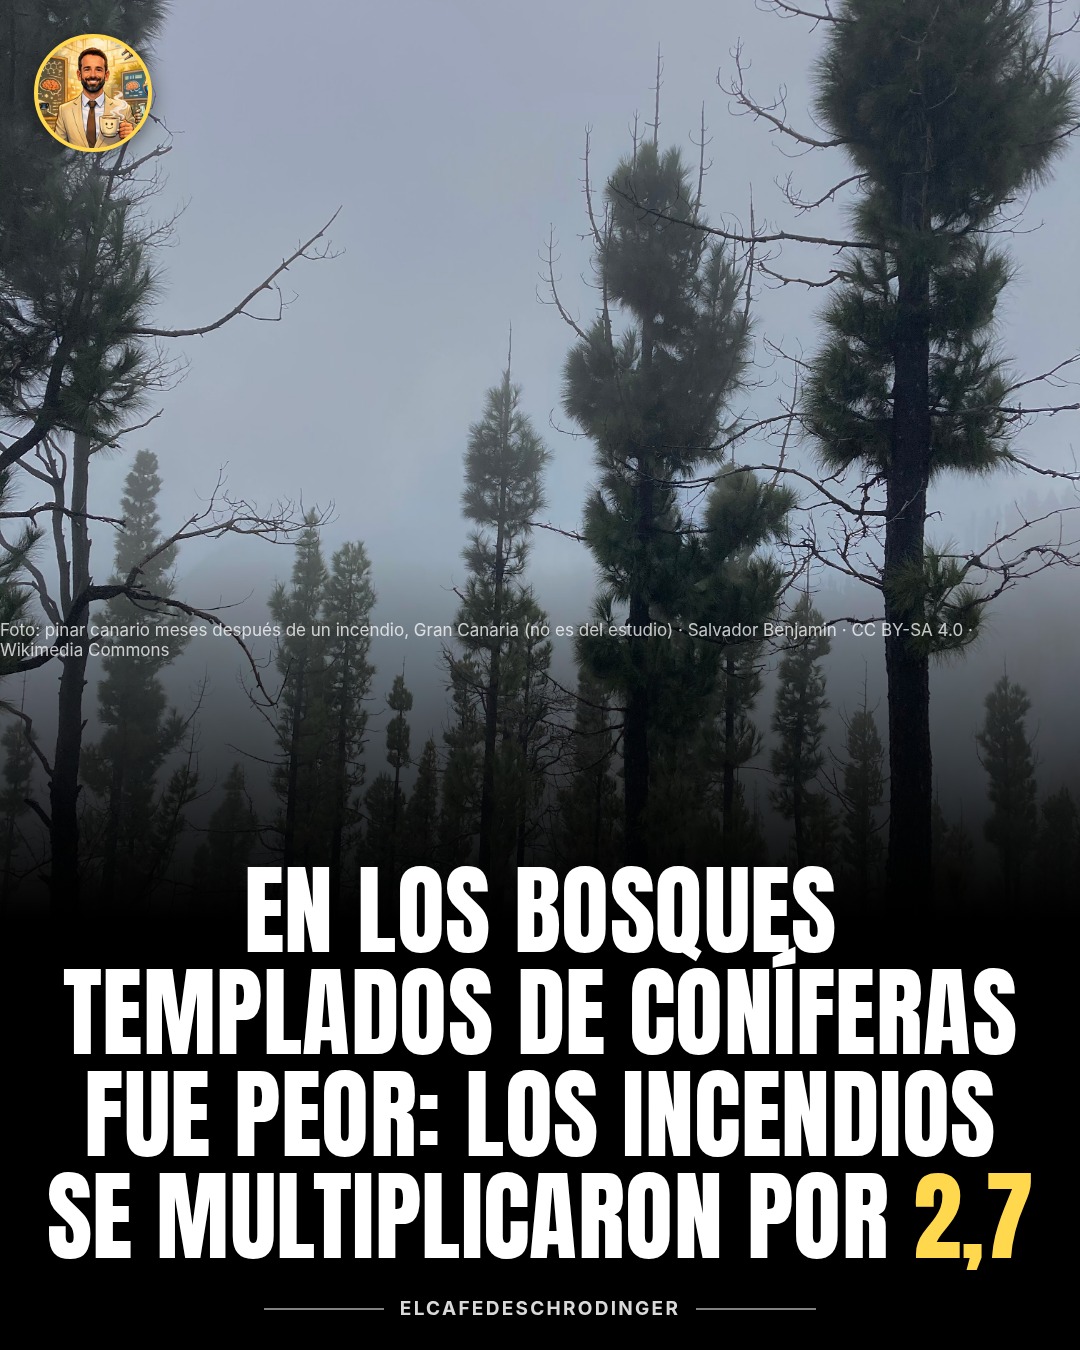 Foto: pinar canario meses después de un incendio, Gran Canaria (no es del estudio) · Salvador Benjamin · CC BY-SA 4.0 ·
Wikimedia Commons
EN LOS BOSQUES
TEMPLADOS DE CONÍFERAS
FUE PEOR: LOS INCENDIOS
SE MULTIPLICARON POR 2,7
ELCAFEDESCHRODINGER